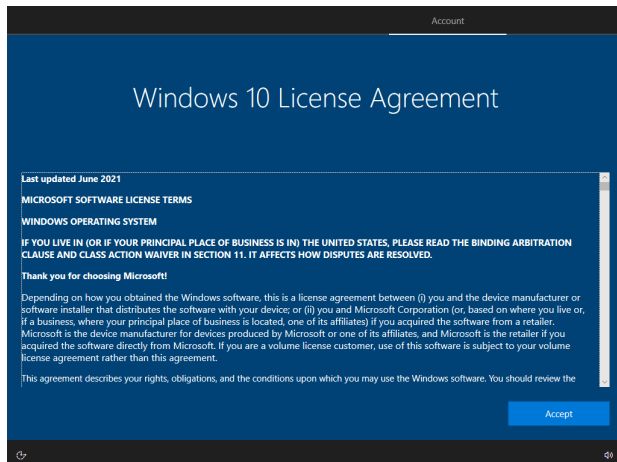 Account
Windows 10 License Agreement
Last updated June 2021
MICROSOFT SOFTWARE LICENSE TERMS
WINDOWS OPERATING SYSTEM
IF YOU LIVE IN (OR IF YOUR PRINCIPAL PLACE OF BUSINESS IS IN) THE UNITED STATES, PLEASE READ THE BINDING ARBITRATION
CLAUSE AND CLASS ACTION WAIVER IN SECTION 11. IT AFFECTS HOW DISPUTES ARE RESOLVED.
Thank you for choosing Microsoft!
Depending on how you obtained the Windows software, this is a license agreement between (i) you and the device manufacturer or
software installer that distributes the software with your device; or (ii) you and Microsoft Corporation (or, based on where you live or,
if a business, where your principal place of business is located, one of its affiliates) if you acquired the software from a retailer.
Microsoft is the device manufacturer for devices produced by Microsoft or one of its affiliates, and Microsoft is the retailer if you
acquired the software directly from Microsoft. If you are a volume license customer, use of this software is subject to your volume
license agreement rather than this agreement.
This agreement describes your rights, obligations, and the conditions upon which you may use the Windows software. You should review the
Accept